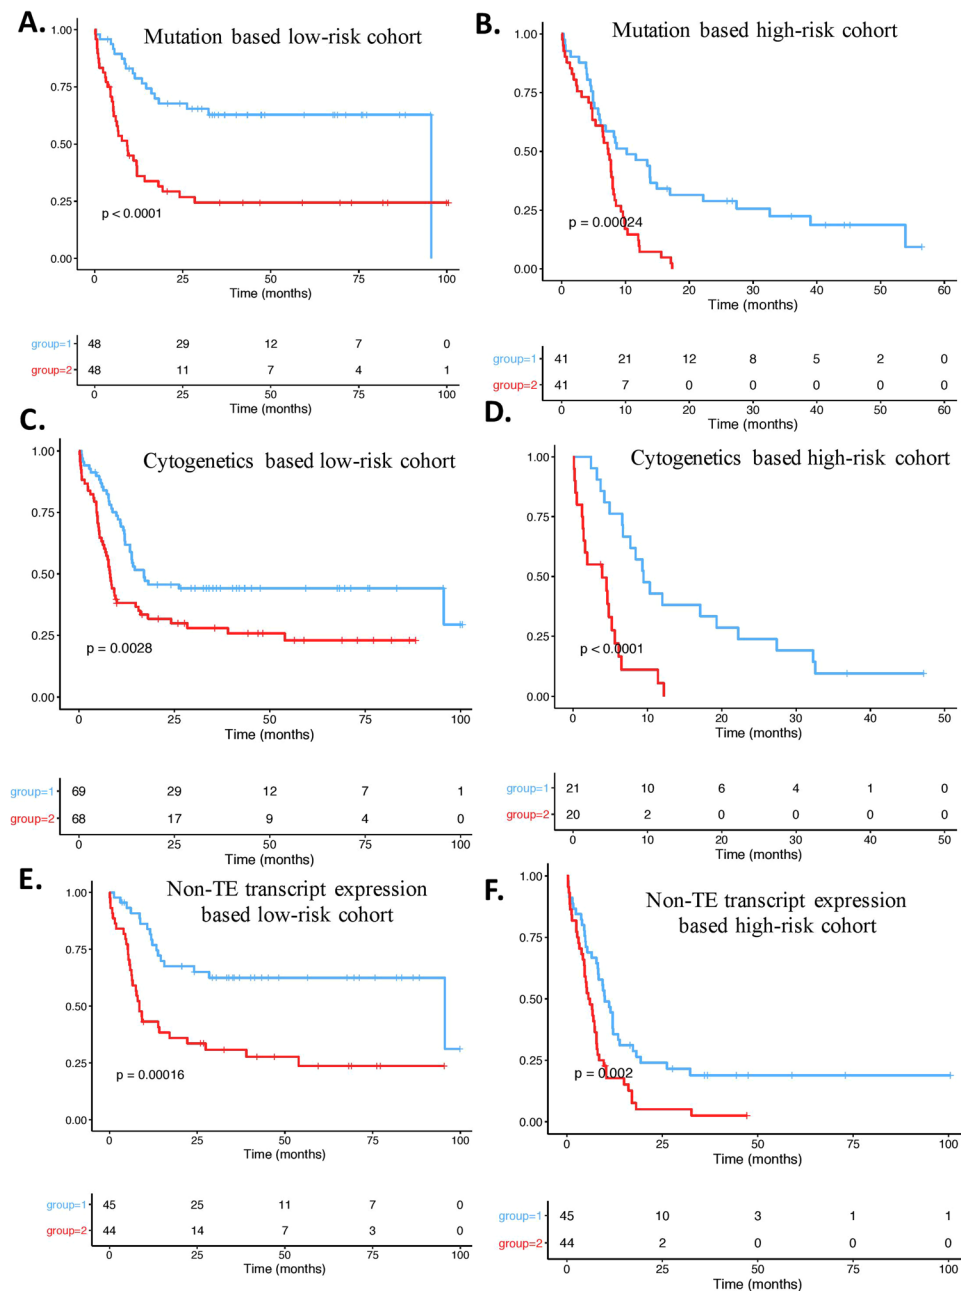 A.
Mutation based low-risk cohort
1.00
0.75
0.50
0.25
0.00
p < 0.0001
0 25 50 75 100
Time (months)
group=1 48 29 12 7 0
group=2 48 11 7 4 1
0 25 50 75 100
Time (months)
B.
Mutation based high-risk cohort
1.00
0.75
0.50
0.25
0.00
p = 0.00024
0 10 20 30 40 50 60
Time (months)
group=1 41 21 12 8 5 2 0
group=2 41 7 0 0 0 0 0
0 10 20 30 40 50 60
Time (months)
C.
Cytogenetics based low-risk cohort
1.00
0.75
0.50
0.25
0.00
p = 0.0028
0 25 50 75 100
Time (months)
group=1 69 29 12 7 1
group=2 68 17 9 4 0
0 25 50 75 100
Time (months)
D.
Cytogenetics based high-risk cohort
1.00
0.75
0.50
0.25
0.00
p < 0.0001
0 10 20 30 40 50
Time (months)
group=1 21 10 6 4 1 0
group=2 20 2 0 0 0 0
0 10 20 30 40 50
Time (months)
E.
Non-TE transcript expression
based low-risk cohort
1.00
0.75
0.50
0.25
0.00
p = 0.00016
0 25 50 75 100
Time (months)
group=1 45 25 11 7 0
group=2 44 14 7 3 0
0 25 50 75 100
Time (months)
F.
Non-TE transcript expression
based high-risk cohort
1.00
0.75
0.50
0.25
0.00
p = 0.002
0 25 50 75 100
Time (months)
group=1 45 10 3 1 1
group=2 44 2 0 0 0
0 25 50 75 100
Time (months)